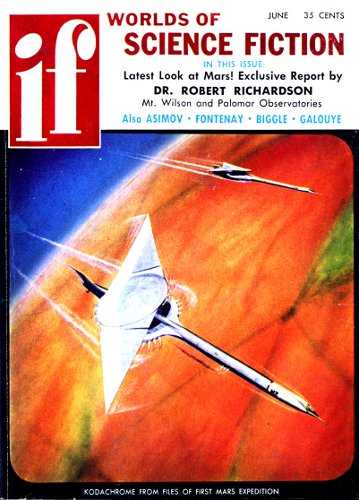 if
WORLDS OF
JUNE 35 CENTS
SCIENCE FICTION
IN THIS ISSUE:
Latest Look at Mars! Exclusive Report by
DR. ROBERT RICHARDSON
Mt. Wilson and Palomar Observatories
Also ASIMOV • FONTENAY • BIGGLE • GALOUYE
KODACHROME FROM FILES OF FIRST MARS EXPEDITION